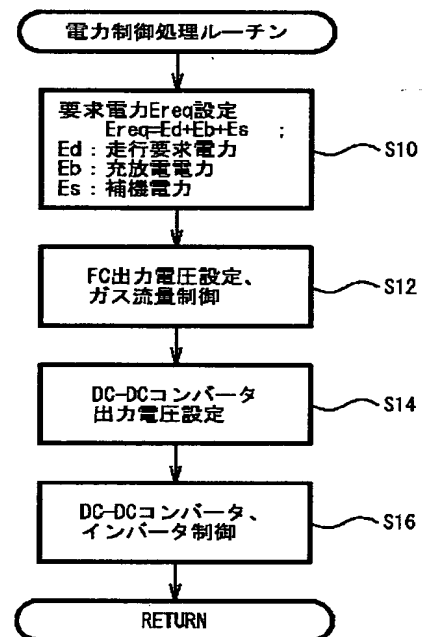 電力制御処理ルーチン
要求電力Ereq設定
Ereq=Ed+Eb+Es ;
Ed : 走行要求電力
Eb : 充放電電力
Es : 補機電力
S10
FC出力電圧設定、
ガス流量制御
S12
DC-DCコンバータ
出力電圧設定
S14
DC-DCコンバータ、
インバータ制御
S16
RETURN